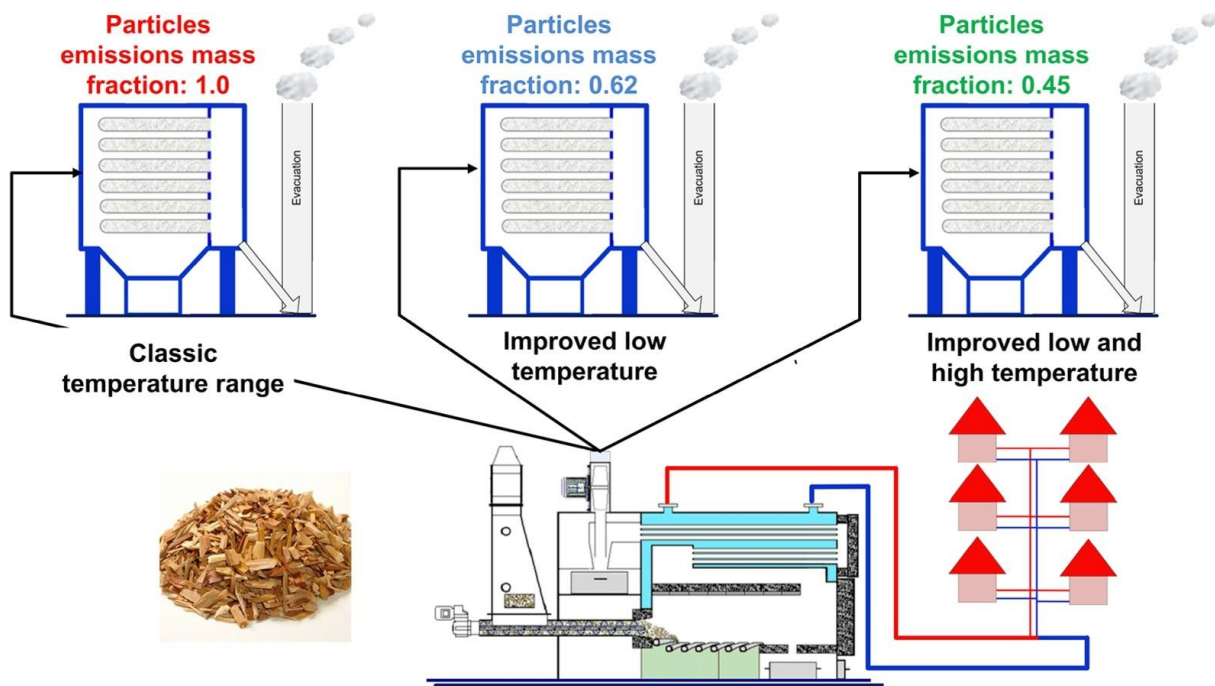 Particles
emissions mass
fraction: 1.0
Particles
emissions mass
fraction: 0.62
Particles
emissions mass
fraction: 0.45
Evacuation
Evacuation
Evacuation
Classic
temperature range
Improved low
temperature
Improved low and
high temperature